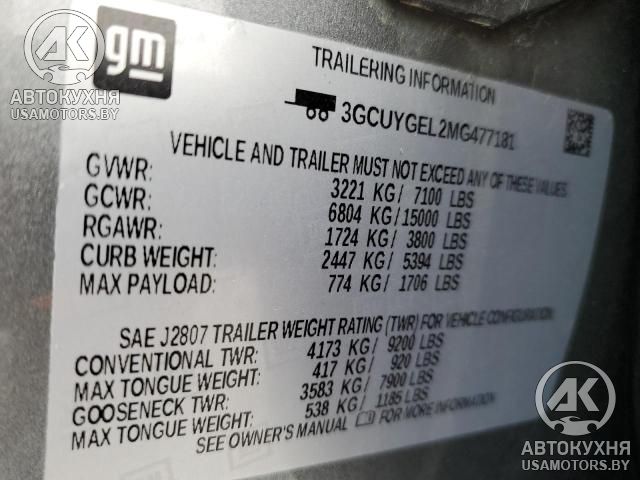 gm
TRAILERING INFORMATION
3GCUYGEL2MG477181
VEHICLE AND TRAILER MUST NOT EXCEED ANY OF THESE VALUES.
GVWR: 3221 KG/ 7100 LBS
GCWR: 6804 KG/15000 LBS
RGAWR: 1724 KG/ 3800 LBS
CURB WEIGHT: 2447 KG/ 5394 LBS
MAX PAYLOAD: 774 KG/ 1706 LBS
SAE J2807 TRAILER WEIGHT RATING (TWR) FOR VEHICLE CONFIGURATION.
CONVENTIONAL TWR: 4173 KG/ 9200 LBS
MAX TONGUE WEIGHT: 417 KG/ 920 LBS
GOOSENECK TWR: 3583 KG/ 7900 LBS
MAX TONGUE WEIGHT: 538 KG/ 1185 LBS
SEE OWNER'S MANUAL FOR MORE INFORMATION
АК
АВТОКУХНЯ
USAMOTORS.BY
АК
АВТОКУХНЯ
USAMOTORS.BY